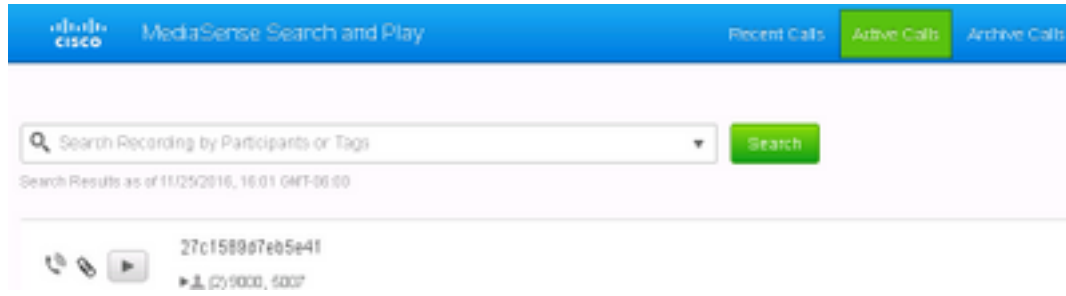 CISCO MediaSense Search and Play Recent Calls Active Calls Archive Calls
Search Recording by Participants or Tags Search
Search Results as of 11/25/2016, 16:01 GMT-06:00
27c1589d7eb5e41
(2) 9000, 5007